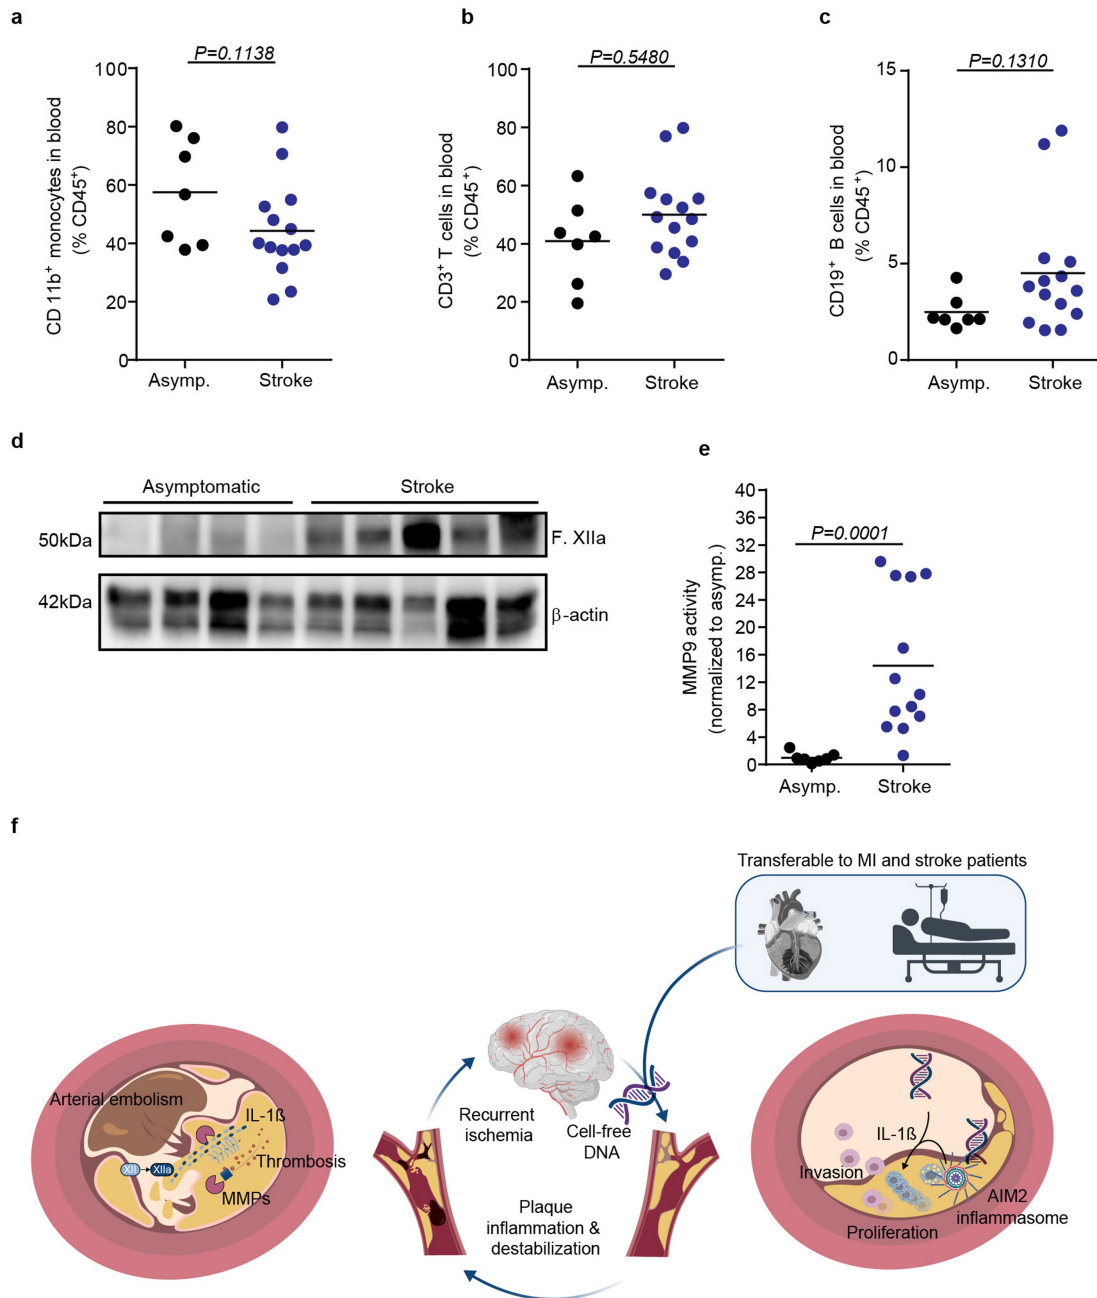 a
P=0.1138
CD11b⁺ monocytes in blood
(% CD45⁺)
100
80
60
40
20
0
Asymp.
Stroke
b
P=0.5480
CD3⁺ T cells in blood
(% CD45⁺)
100
80
60
40
20
0
Asymp.
Stroke
c
P=0.1310
CD19⁺ B cells in blood
(% CD45⁺)
15
10
5
0
Asymp.
Stroke
d
Asymptomatic
Stroke
50kDa
F. XIIa
42kDa
β-actin
e
P=0.0001
MMP9 activity
(normalized to asymp.)
40
36
32
28
24
20
16
12
8
4
0
Asymp.
Stroke
f
Transferable to MI and stroke patients
Arterial embolism
IL-1ß
XII
XIIa
Thrombosis
MMPs
Recurrent
ischemia
Cell-free
DNA
Plaque
inflammation &
destabilization
IL-1ß
Invasion
AIM2
inflammasome
Proliferation